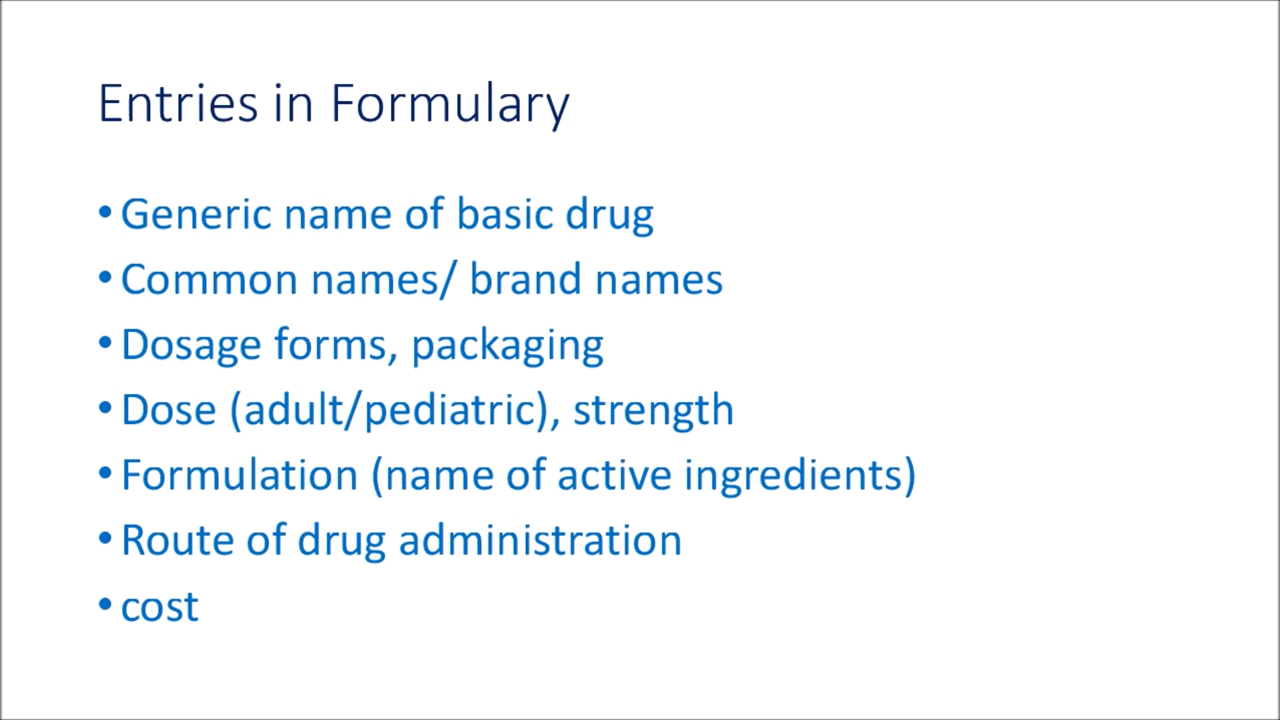 Entries in Formulary
• Generic name of basic drug
• Common names/ brand names
• Dosage forms, packaging
• Dose (adult/pediatric), strength
• Formulation (name of active ingredients)
• Route of drug administration
• cost